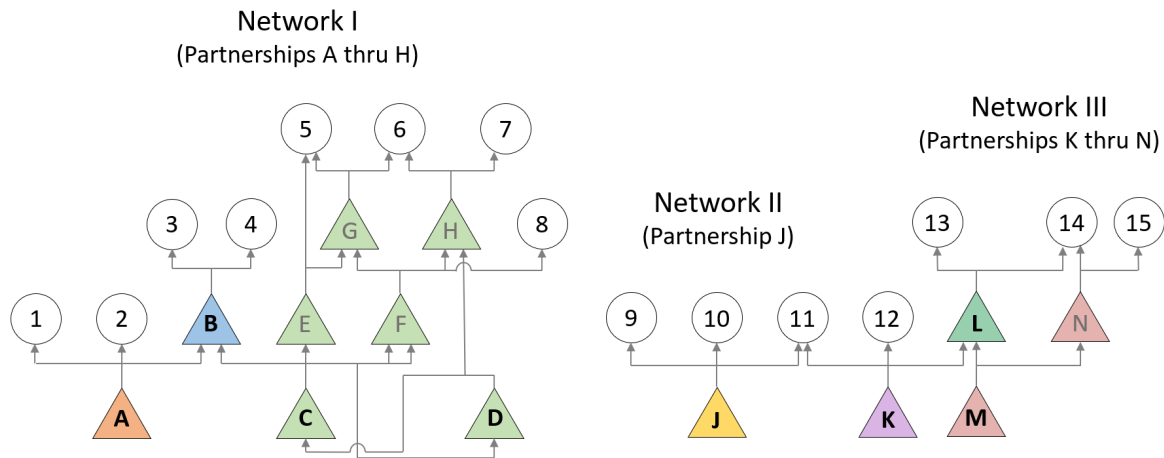 Network I
(Partnerships A thru H)
5 6 7
3 4 G H 8
1 2 B E F
A C D
Network II
(Partnership J)
9 10 11 12
J K
Network III
(Partnerships K thru N)
13 14 15
L N
M